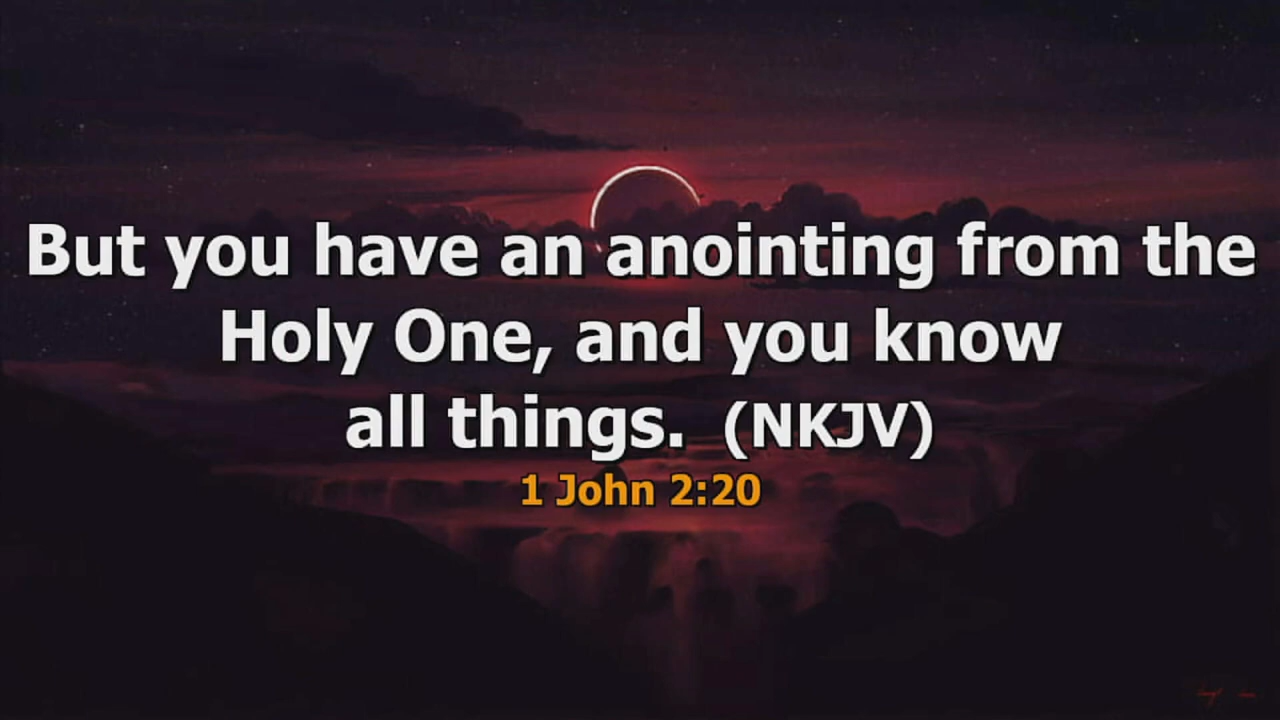 But you have an anointing from the
Holy One, and you know
all things. (NKJV)
1 John 2:20